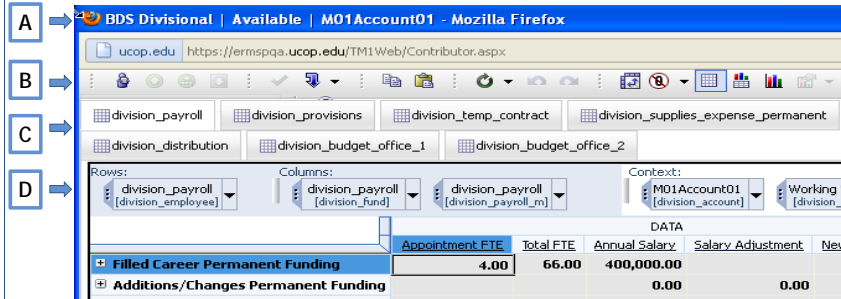 A
BDS Divisional | Available | M01Account01 - Mozilla Firefox
ucop.edu https://ermspqa.ucop.edu/TM1Web/Contributor.aspx
B
division_payroll division_provisions division_temp_contract division_supplies_expense_permanent
C
division_distribution division_budget_office_1 division_budget_office_2
D
Rows: Columns: Context:
division_payroll division_payroll division_payroll M01Account01 Working
[division_employee] [division_fund] [division_payroll_m] [division_account] [division_
DATA
Appointment FTE Total FTE Annual Salary Salary Adjustment
Filled Career Permanent Funding 4.00 66.00 400,000.00
Additions/Changes Permanent Funding 0.00 0.00